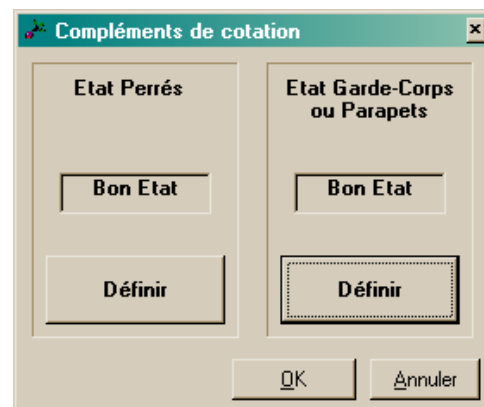 Compléments de cotation
Etat Perrés
Bon Etat
Définir
Etat Garde-Corps
ou Parapets
Bon Etat
Définir
OK
Annuler